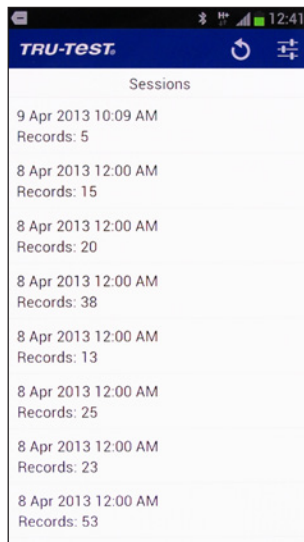 H+ 12:41
TRU-TEST®
Sessions
9 Apr 2013 10:09 AM
Records: 5
8 Apr 2013 12:00 AM
Records: 15
8 Apr 2013 12:00 AM
Records: 20
8 Apr 2013 12:00 AM
Records: 38
8 Apr 2013 12:00 AM
Records: 13
8 Apr 2013 12:00 AM
Records: 25
8 Apr 2013 12:00 AM
Records: 23
8 Apr 2013 12:00 AM
Records: 53